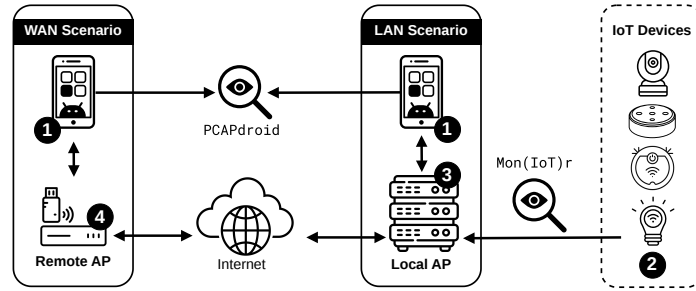 WAN Scenario
LAN Scenario
IoT Devices
1
PCAPdroid
1
Mon(IoT)r
3
4
Remote AP
Internet
Local AP
2